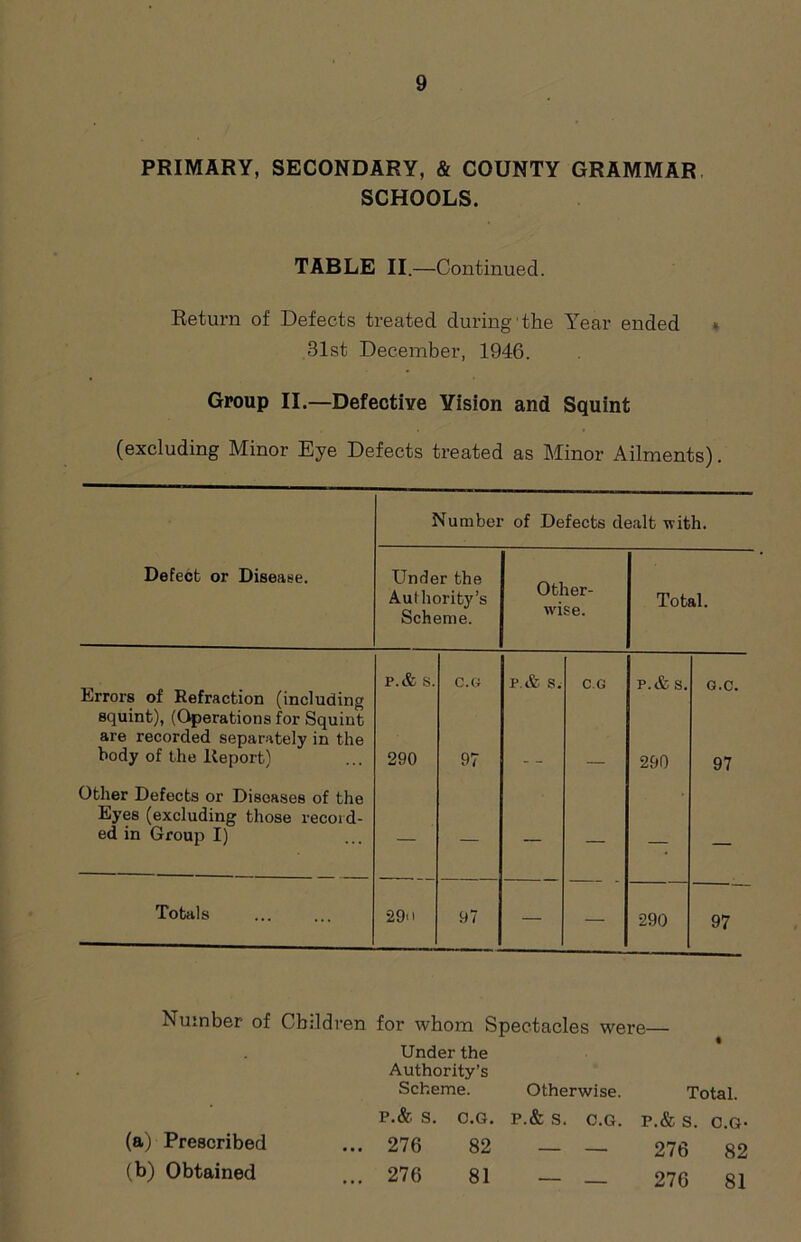 9
PRIMARY, SECONDARY, & COUNTY GRAMMAR
SCHOOLS.
TABLE II.—Continued.
Return of Defects treated during the Year ended
31st December, 1946.
Group II.—Defective Vision and Squint
(excluding Minor Eye Defects treated as Minor Ailments).
Number of Defects dealt with.
Defect or Disease.
Under the
Authority's
Scheme.
Other-
wise.
Total.
P.& S. C.G P.& S. C.G P.& S. G.C.
Errors of Refraction (including
squint), (Operations for Squint
are recorded separately in the
body of the Report) ... 290 97 -- — 290 97
Other Defects or Diseases of the
Eyes (excluding those record-
ed in Group I) ... — — — — — —
Totals ... ... 290 97 — — 290 97
Number of Children for whom Spectacles were—
Under the
Authority's
Scheme. Otherwise. Total.
P.& S. C.G. P.& S. C.G. P.& S. C.G.
(a) Prescribed ... 276 82 — — 276 82
(b) Obtained ... 276 81 — — 276 81